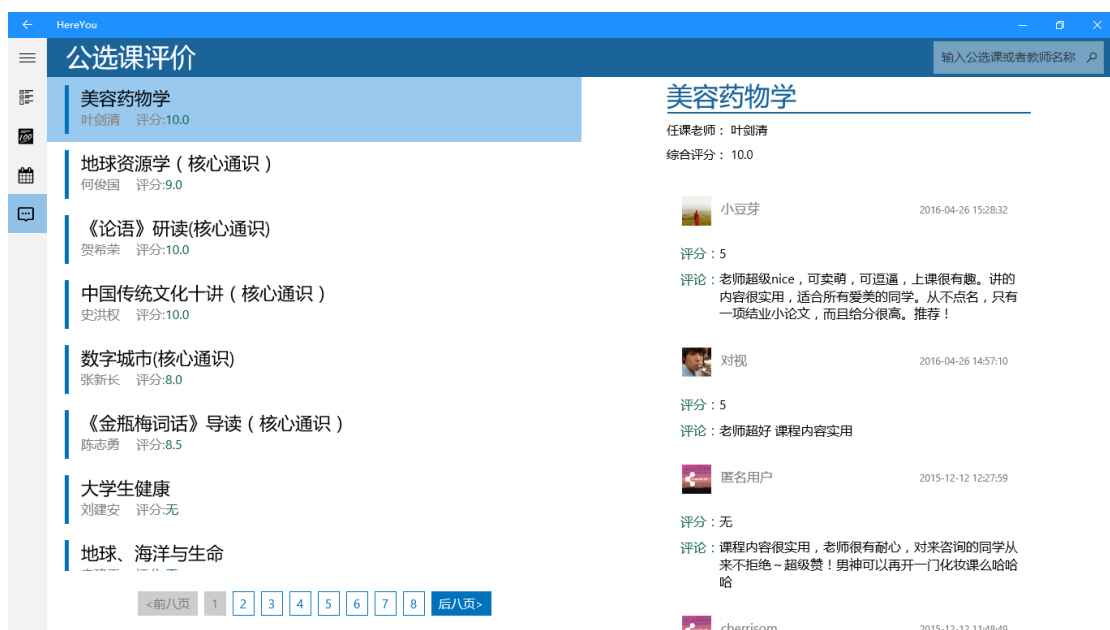 HereYou
公选课评价
输入公选课或者教师名称
100
美容药物学
叶剑清 评分:10.0
地球资源学（核心通识）
何俊国 评分:9.0
《论语》研读(核心通识)
贺希荣 评分:10.0
中国传统文化十讲（核心通识）
史洪权 评分:10.0
数字城市(核心通识)
张新长 评分:8.0
《金瓶梅词话》导读（核心通识）
陈志勇 评分:8.5
大学生健康
刘建安 评分:无
地球、海洋与生命
<前八页 1 2 3 4 5 6 7 8 后八页>
美容药物学
任课老师： 叶剑清
综合评分： 10.0
小豆芽 2016-04-26 15:28:32
评分：5
评论：老师超级nice，可卖萌，可逗逼，上课很有趣。讲的
内容很实用，适合所有爱美的同学。从不点名，只有
一项结业小论文，而且给分很高。推荐！
对视 2016-04-26 14:57:10
评分：5
评论：老师超好 课程内容实用
匿名用户 2015-12-12 12:27:59
评分：无
评论：课程内容很实用，老师很有耐心，对来咨询的同学从
来不拒绝～超级赞！男神可以再开一门化妆课么哈哈
哈
cherrisom 2015-12-12 11:48:49